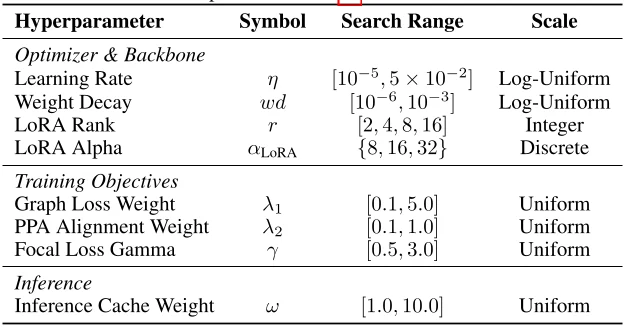 Hyperparameter Symbol Search Range Scale
Optimizer & Backbone
Learning Rate η [10⁻⁵, 5 × 10⁻²] Log-Uniform
Weight Decay wd [10⁻⁶, 10⁻³] Log-Uniform
LoRA Rank r [2, 4, 8, 16] Integer
LoRA Alpha α_LoRA {8, 16, 32} Discrete
Training Objectives
Graph Loss Weight λ₁ [0.1, 5.0] Uniform
PPA Alignment Weight λ₂ [0.1, 1.0] Uniform
Focal Loss Gamma γ [0.5, 3.0] Uniform
Inference
Inference Cache Weight ω [1.0, 10.0] Uniform